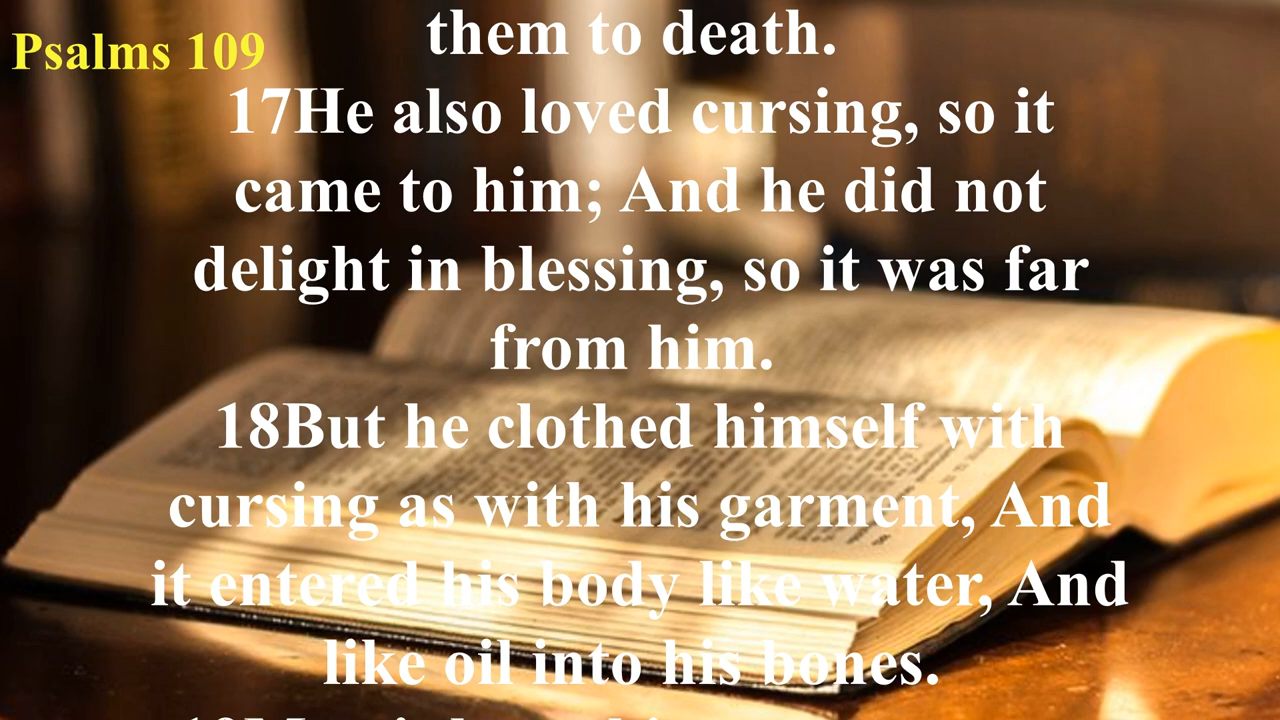 Psalms 109
them to death.
17He also loved cursing, so it
came to him; And he did not
delight in blessing, so it was far
from him.
18But he clothed himself with
cursing as with his garment, And
it entered his body like water, And
like oil into his bones.